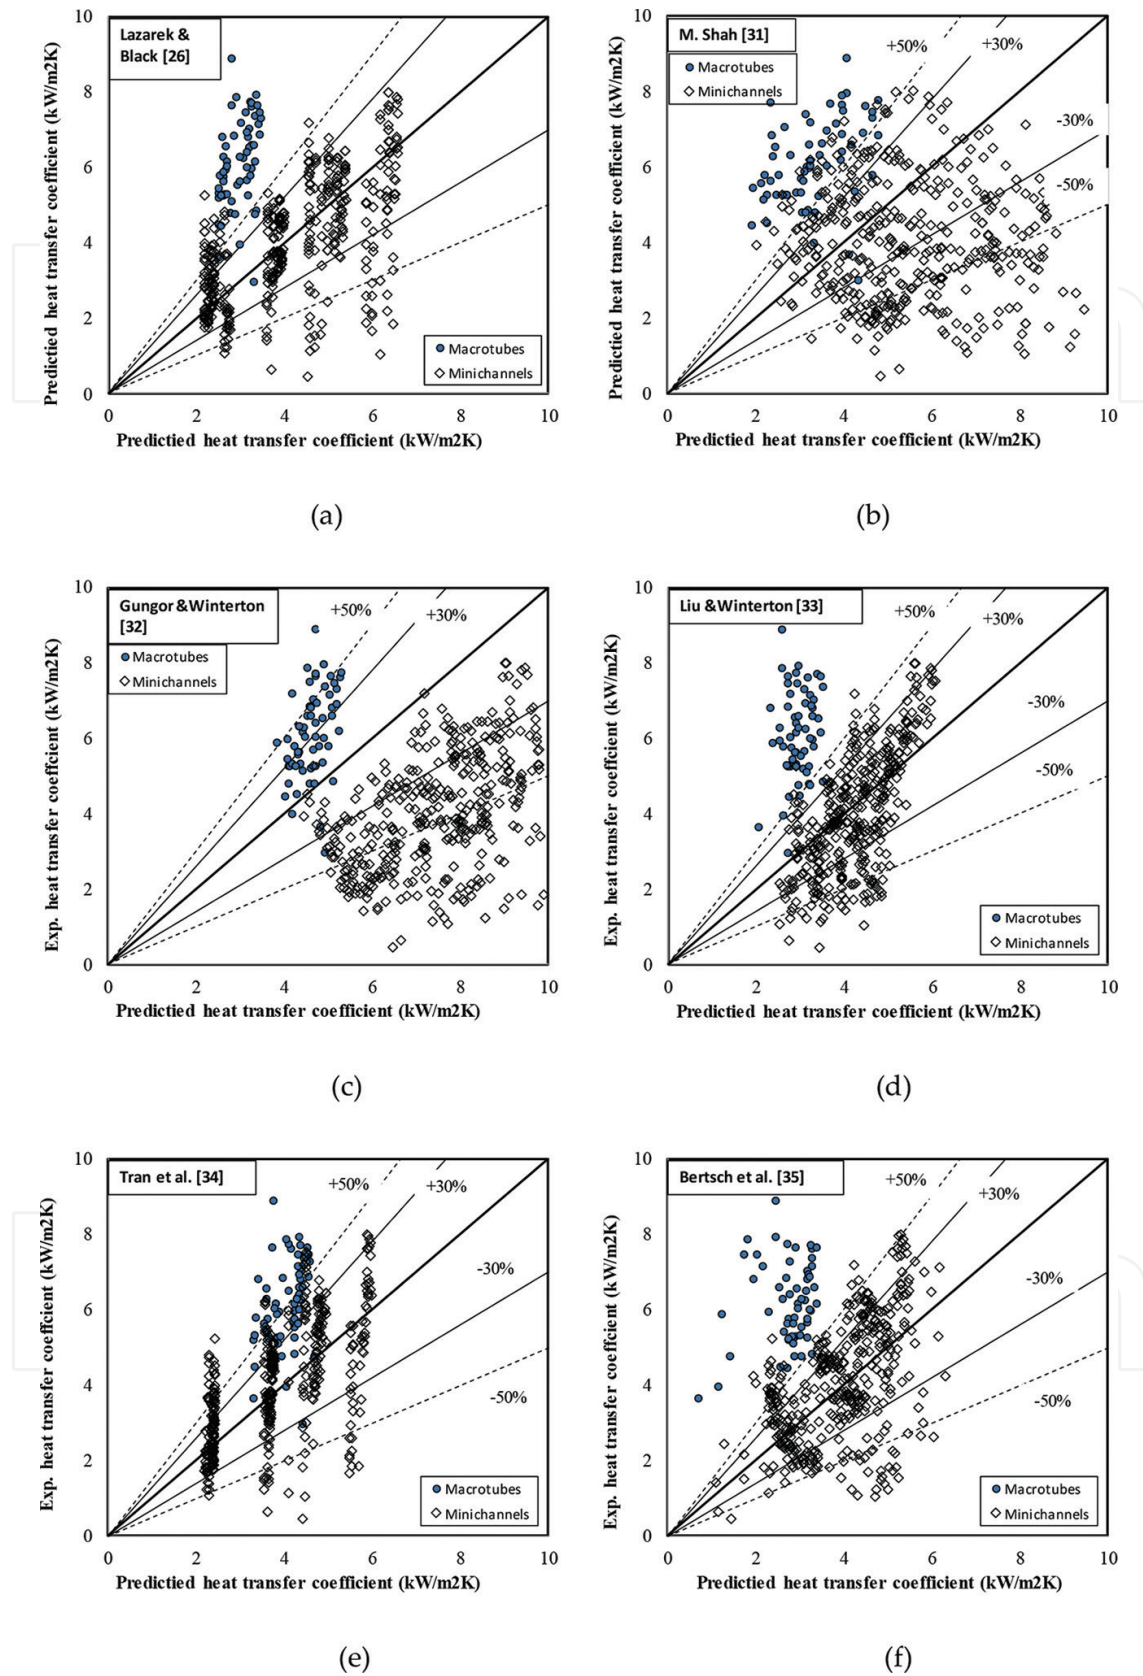 Lazarek &
Black [26]
Predictied heat transfer coefficient (kW/m2K)
10
8
6
4
2
0
0 2 4 6 8 10
Macrotubes
Minichannels
Predictied heat transfer coefficient (kW/m2K)
(a)
M. Shah [31]
Macrotubes
Minichannels
+50%
+30%
-30%
-50%
Predictied heat transfer coefficient (kW/m2K)
10
8
6
4
2
0
0 2 4 6 8 10
Predictied heat transfer coefficient (kW/m2K)
(b)
Gungor & Winterton
[32]
Macrotubes
Minichannels
+50%
+30%
Exp. heat transfer coefficient (kW/m2K)
10
8
6
4
2
0
0 2 4 6 8 10
Predictied heat transfer coefficient (kW/m2K)
(c)
Liu & Winterton [33]
+50%
+30%
-30%
-50%
Exp. heat transfer coefficient (kW/m2K)
10
8
6
4
2
0
0 2 4 6 8 10
Macrotubes
Minichannels
Predictied heat transfer coefficient (kW/m2K)
(d)
Tran et al. [34]
+50%
+30%
-30%
-50%
Exp. heat transfer coefficient (kW/m2K)
10
8
6
4
2
0
0 2 4 6 8 10
Macrotubes
Minichannels
Predictied heat transfer coefficient (kW/m2K)
(e)
Bertsch et al. [35]
+50%
+30%
-30%
-50%
Exp. heat transfer coefficient (kW/m2K)
10
8
6
4
2
0
0 2 4 6 8 10
Macrotubes
Minichannels
Predictied heat transfer coefficient (kW/m2K)
(f)